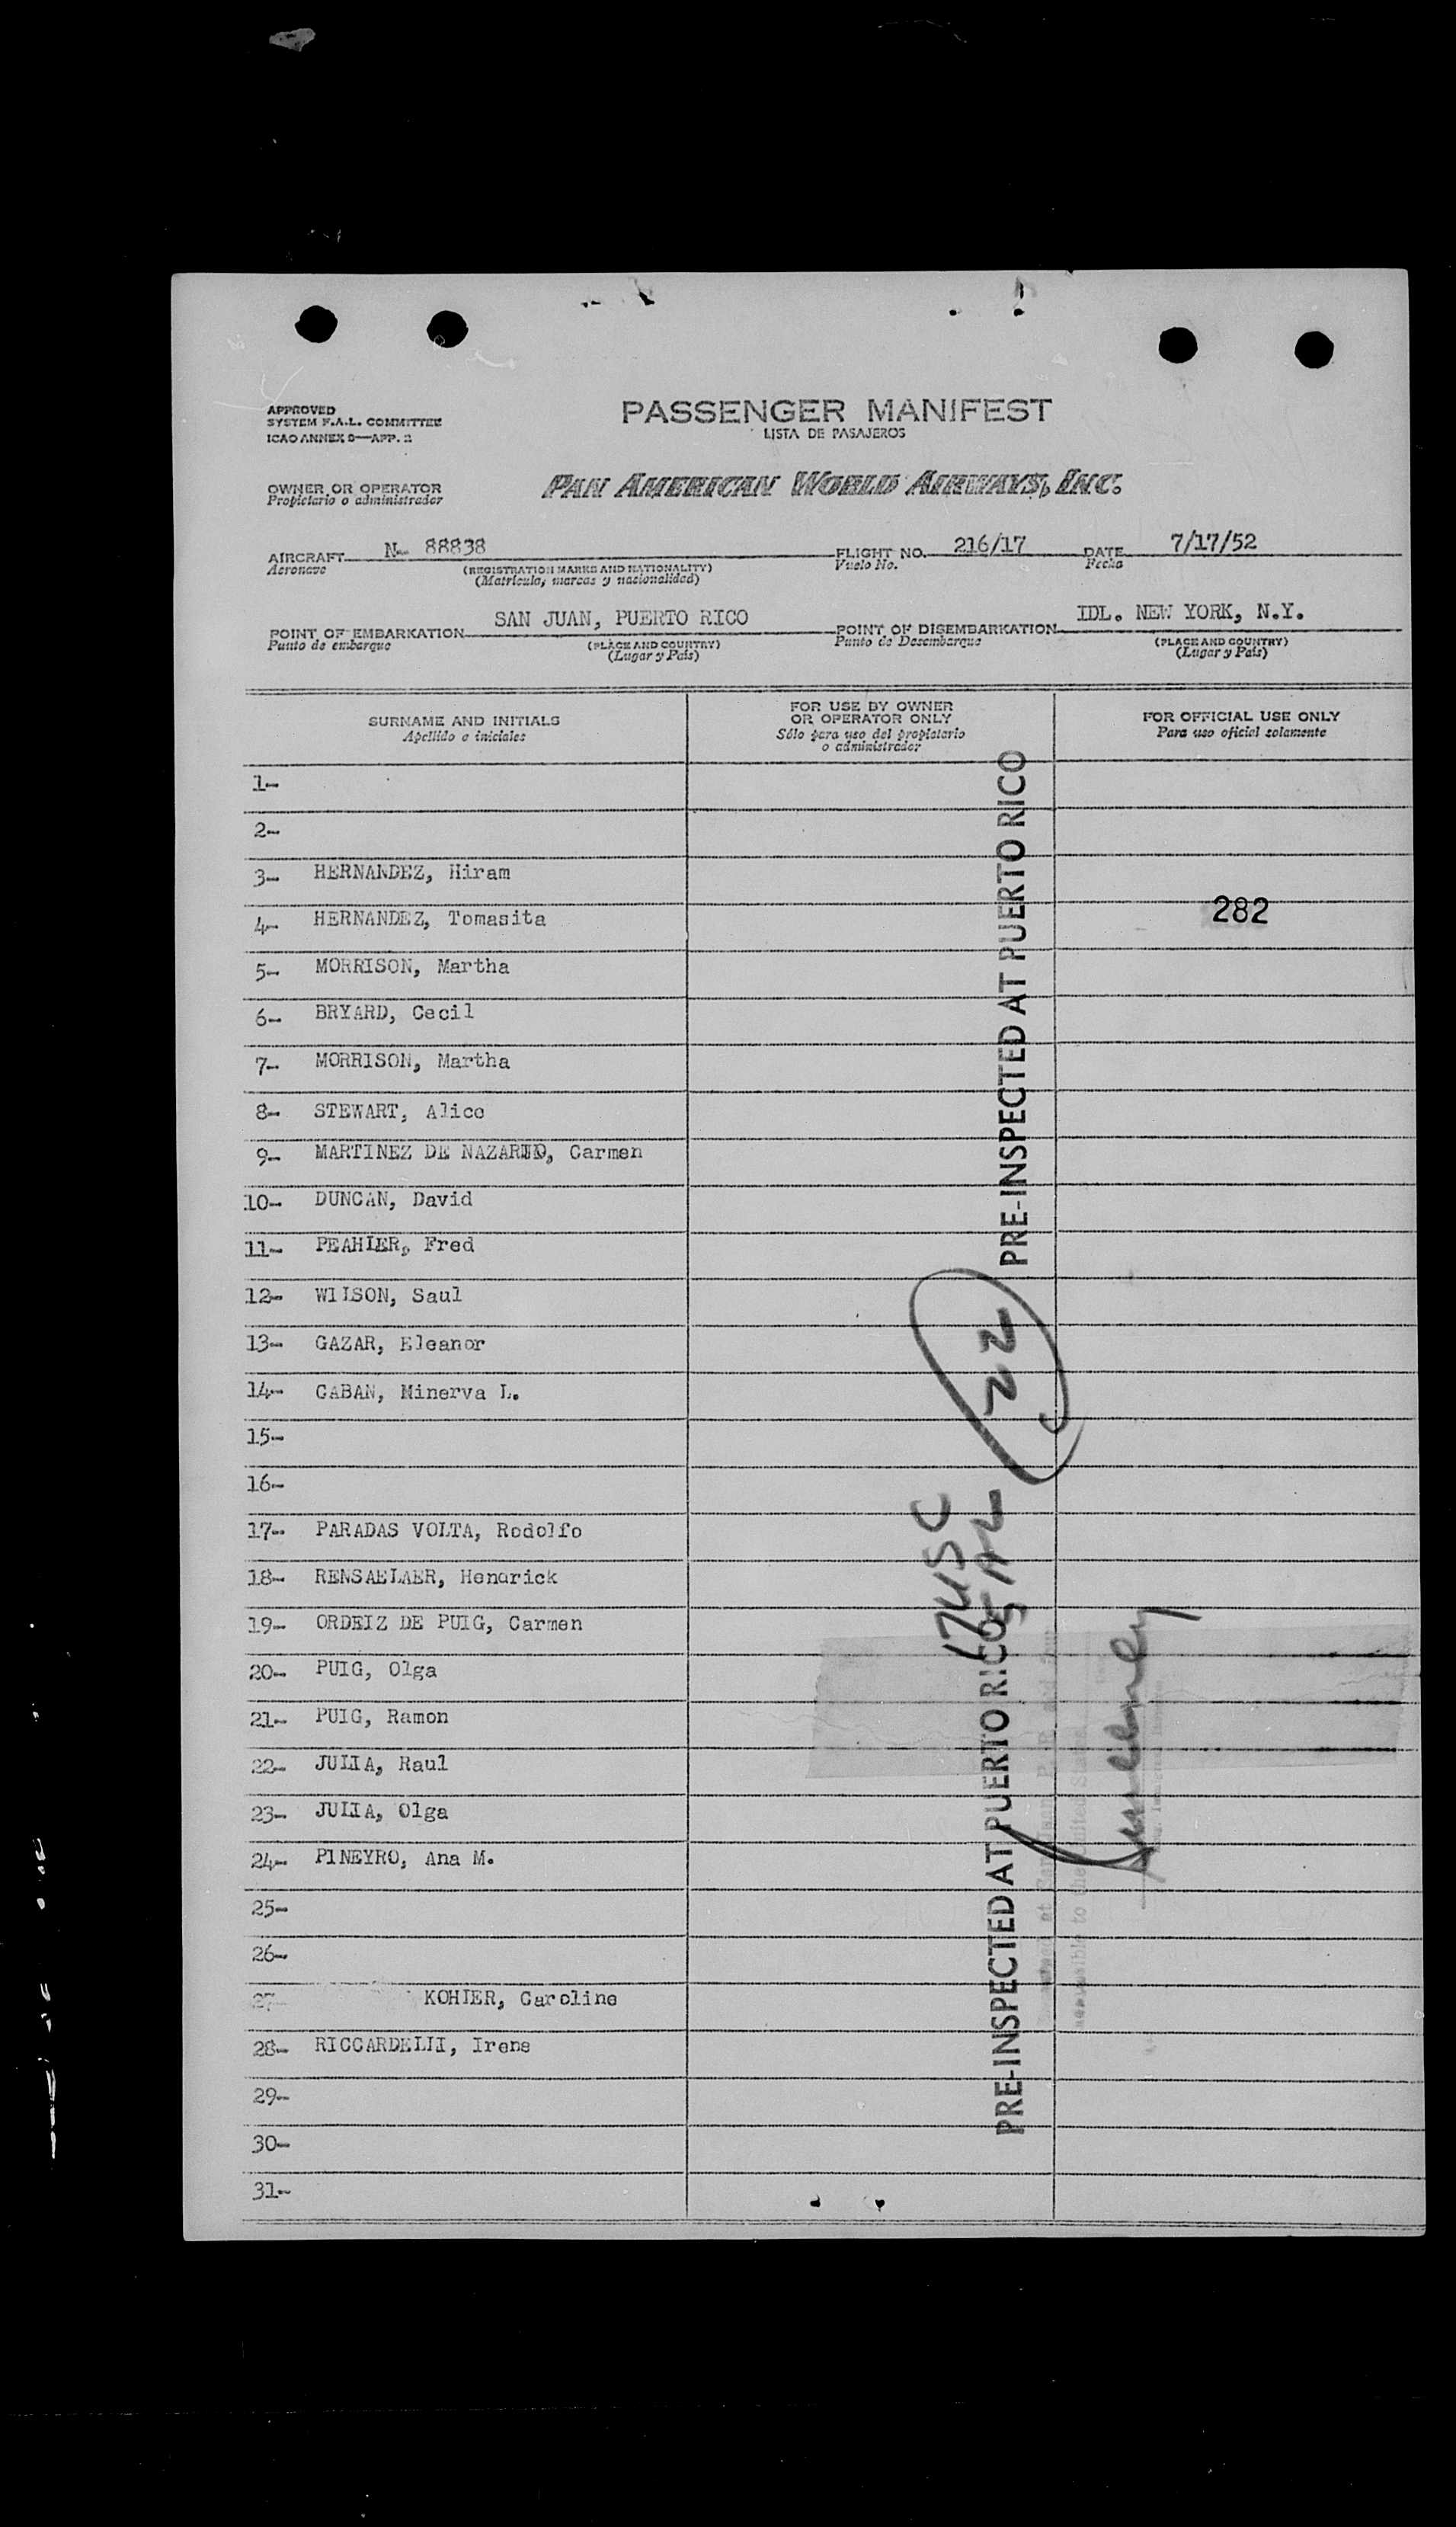 APPROVED
SYSTEM F.A.L. COMMITTEE
ICAO ANNEX 9—APP. 2
PASSENGER MANIFEST
LISTA DE PASAJEROS
OWNER OR OPERATOR
Propietario o administrador
PAN AMERICAN WORLD AIRWAYS, INC.
AIRCRAFT N- 88838 FLIGHT NO. 216/17 DATE 7/17/52
Aeronave (REGISTRATION MARKS AND NATIONALITY) Vuelo No. Fecha
(Matricula, marcas y nacionalidad)
POINT OF EMBARKATION SAN JUAN, PUERTO RICO POINT OF DISEMBARKATION IDL. NEW YORK, N.Y.
Punto de embarque (PLACE AND COUNTRY) Punto de Desembarque (PLACE AND COUNTRY)
(Lugar y País) (Lugar y País)
SURNAME AND INITIALS
Apellido e iniciales
FOR USE BY OWNER
OR OPERATOR ONLY
Sólo para uso del propietario
o administrador
FOR OFFICIAL USE ONLY
Para uso oficial solamente
1-
2-
3- HERNANDEZ, Hiram
4- HERNANDEZ, Tomasita
282
5- MORRISON, Martha
6- BRYARD, Cecil
7- MORRISON, Martha
8- STEWART, Alice
9- MARTINEZ DE NAZARIO, Carmen
10- DUNCAN, David
11- PEAHLER, Fred
12- WILSON, Saul
13- GAZAR, Eleanor
14- CABAN, Minerva L.
15-
16-
17- PARADAS VOLTA, Rodolfo
18- RENSAELAER, Hendrick
19- ORDEIZ DE PUIG, Carmen
20- PUIG, Olga
21- PUIG, Ramon
22- JULIA, Raul
23- JULIA, Olga
24- PINEYRO, Ana M.
25-
26-
27- KOHLER, Caroline
28- RICCARDELLI, Irene
29-
30-
31-
PRE-INSPECTED AT PUERTO RICO
22
17 USC
5 AL
PRE-INSPECTED AT PUERTO RICO